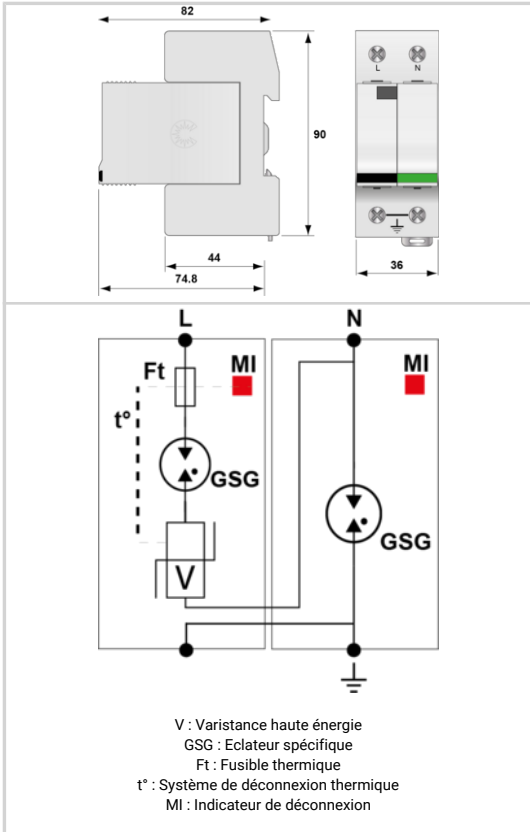 82
L N
90
44
74.8
36
L N
Ft MI MI
t°
GSG
GSG
V
V : Varistance haute énergie
GSG : Eclateur spécifique
Ft : Fusible thermique
t° : Système de déconnexion thermique
MI : Indicateur de déconnexion